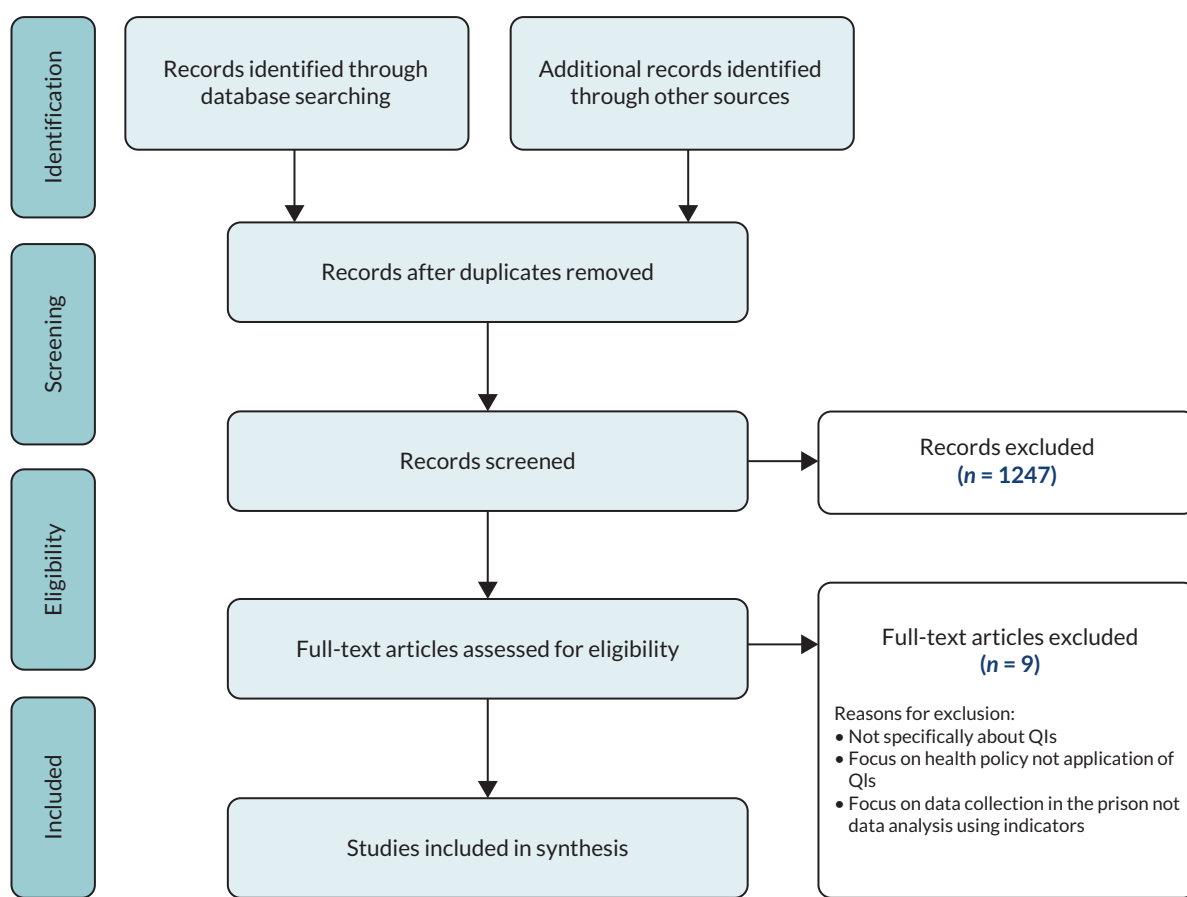 Identification
Records identified through
database searching
Additional records identified
through other sources
Records after duplicates removed
Screening
Records screened
Records excluded
(n = 1247)
Eligibility
Full-text articles assessed for eligibility
Full-text articles excluded
(n = 9)
Reasons for exclusion:
• Not specifically about QIs
• Focus on health policy not application of
QIs
• Focus on data collection in the prison not
data analysis using indicators
Included
Studies included in synthesis